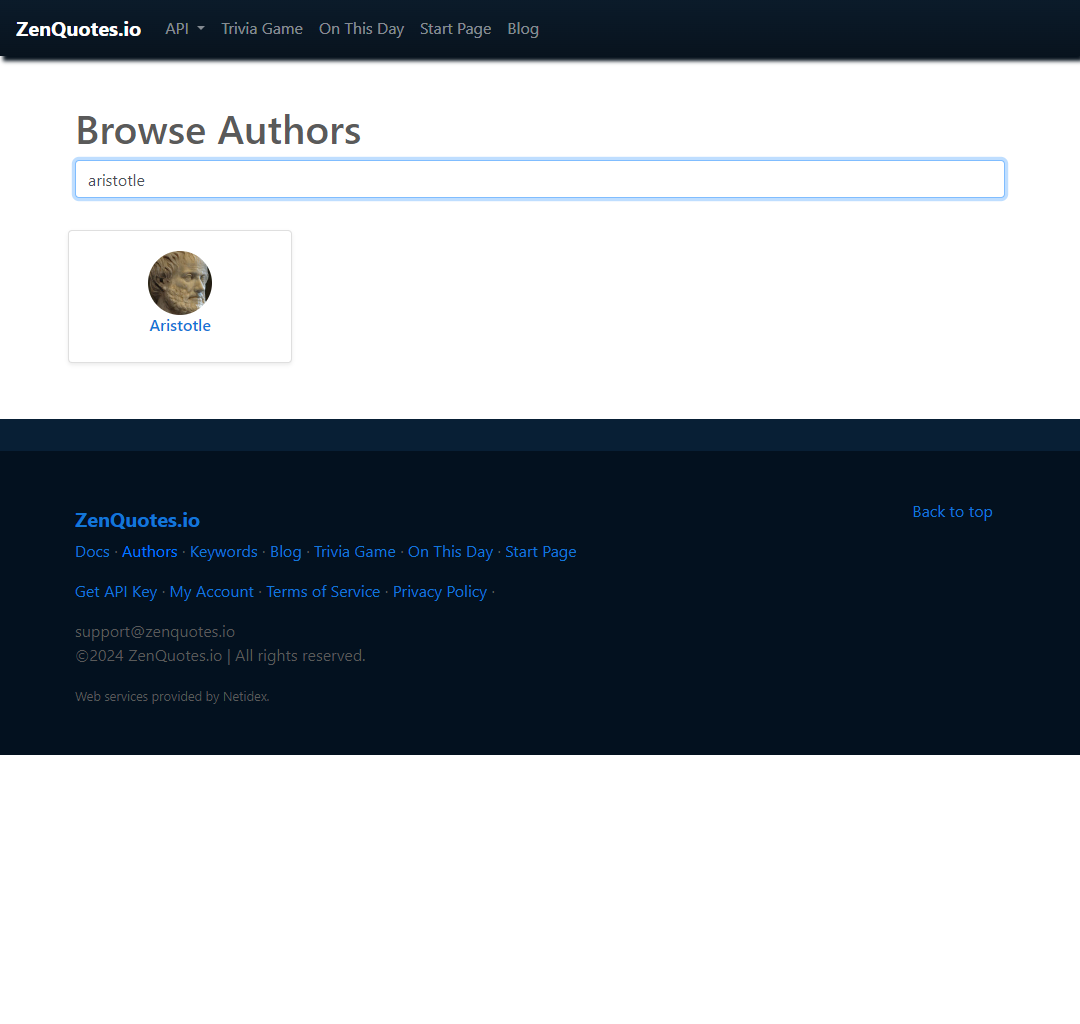 ZenQuotes.io API Trivia Game On This Day Start Page Blog
Browse Authors
aristotle
Aristotle
ZenQuotes.io
Back to top
Docs · Authors · Keywords · Blog · Trivia Game · On This Day · Start Page
Get API Key · My Account · Terms of Service · Privacy Policy ·
support@zenquotes.io
©2024 ZenQuotes.io | All rights reserved.
Web services provided by Netidex.